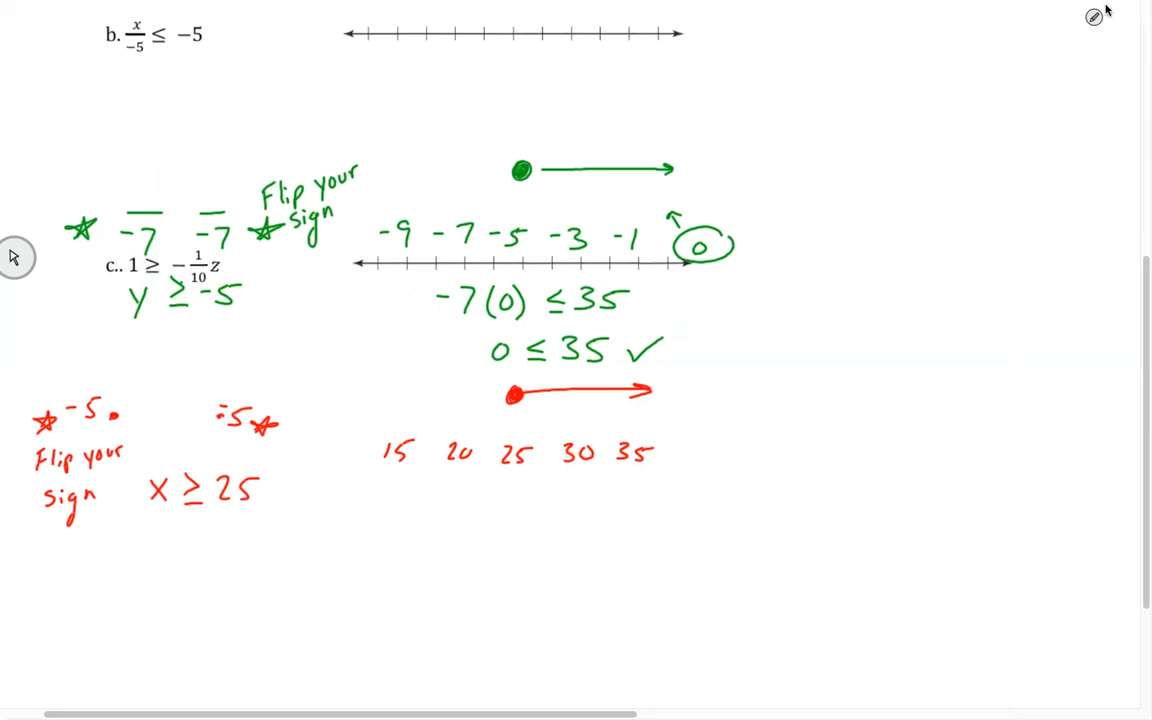 b. x/-5 ≤ -5
Flip your
sign
-7 -7
-9 -7 -5 -3 -1 0
c.. 1 ≥ -1/10 z
y ≥ -5
-7(0) ≤ 35
0 ≤ 35 ✓
-5 · ÷5
Flip your
sign
15 20 25 30 35
x ≥ 25